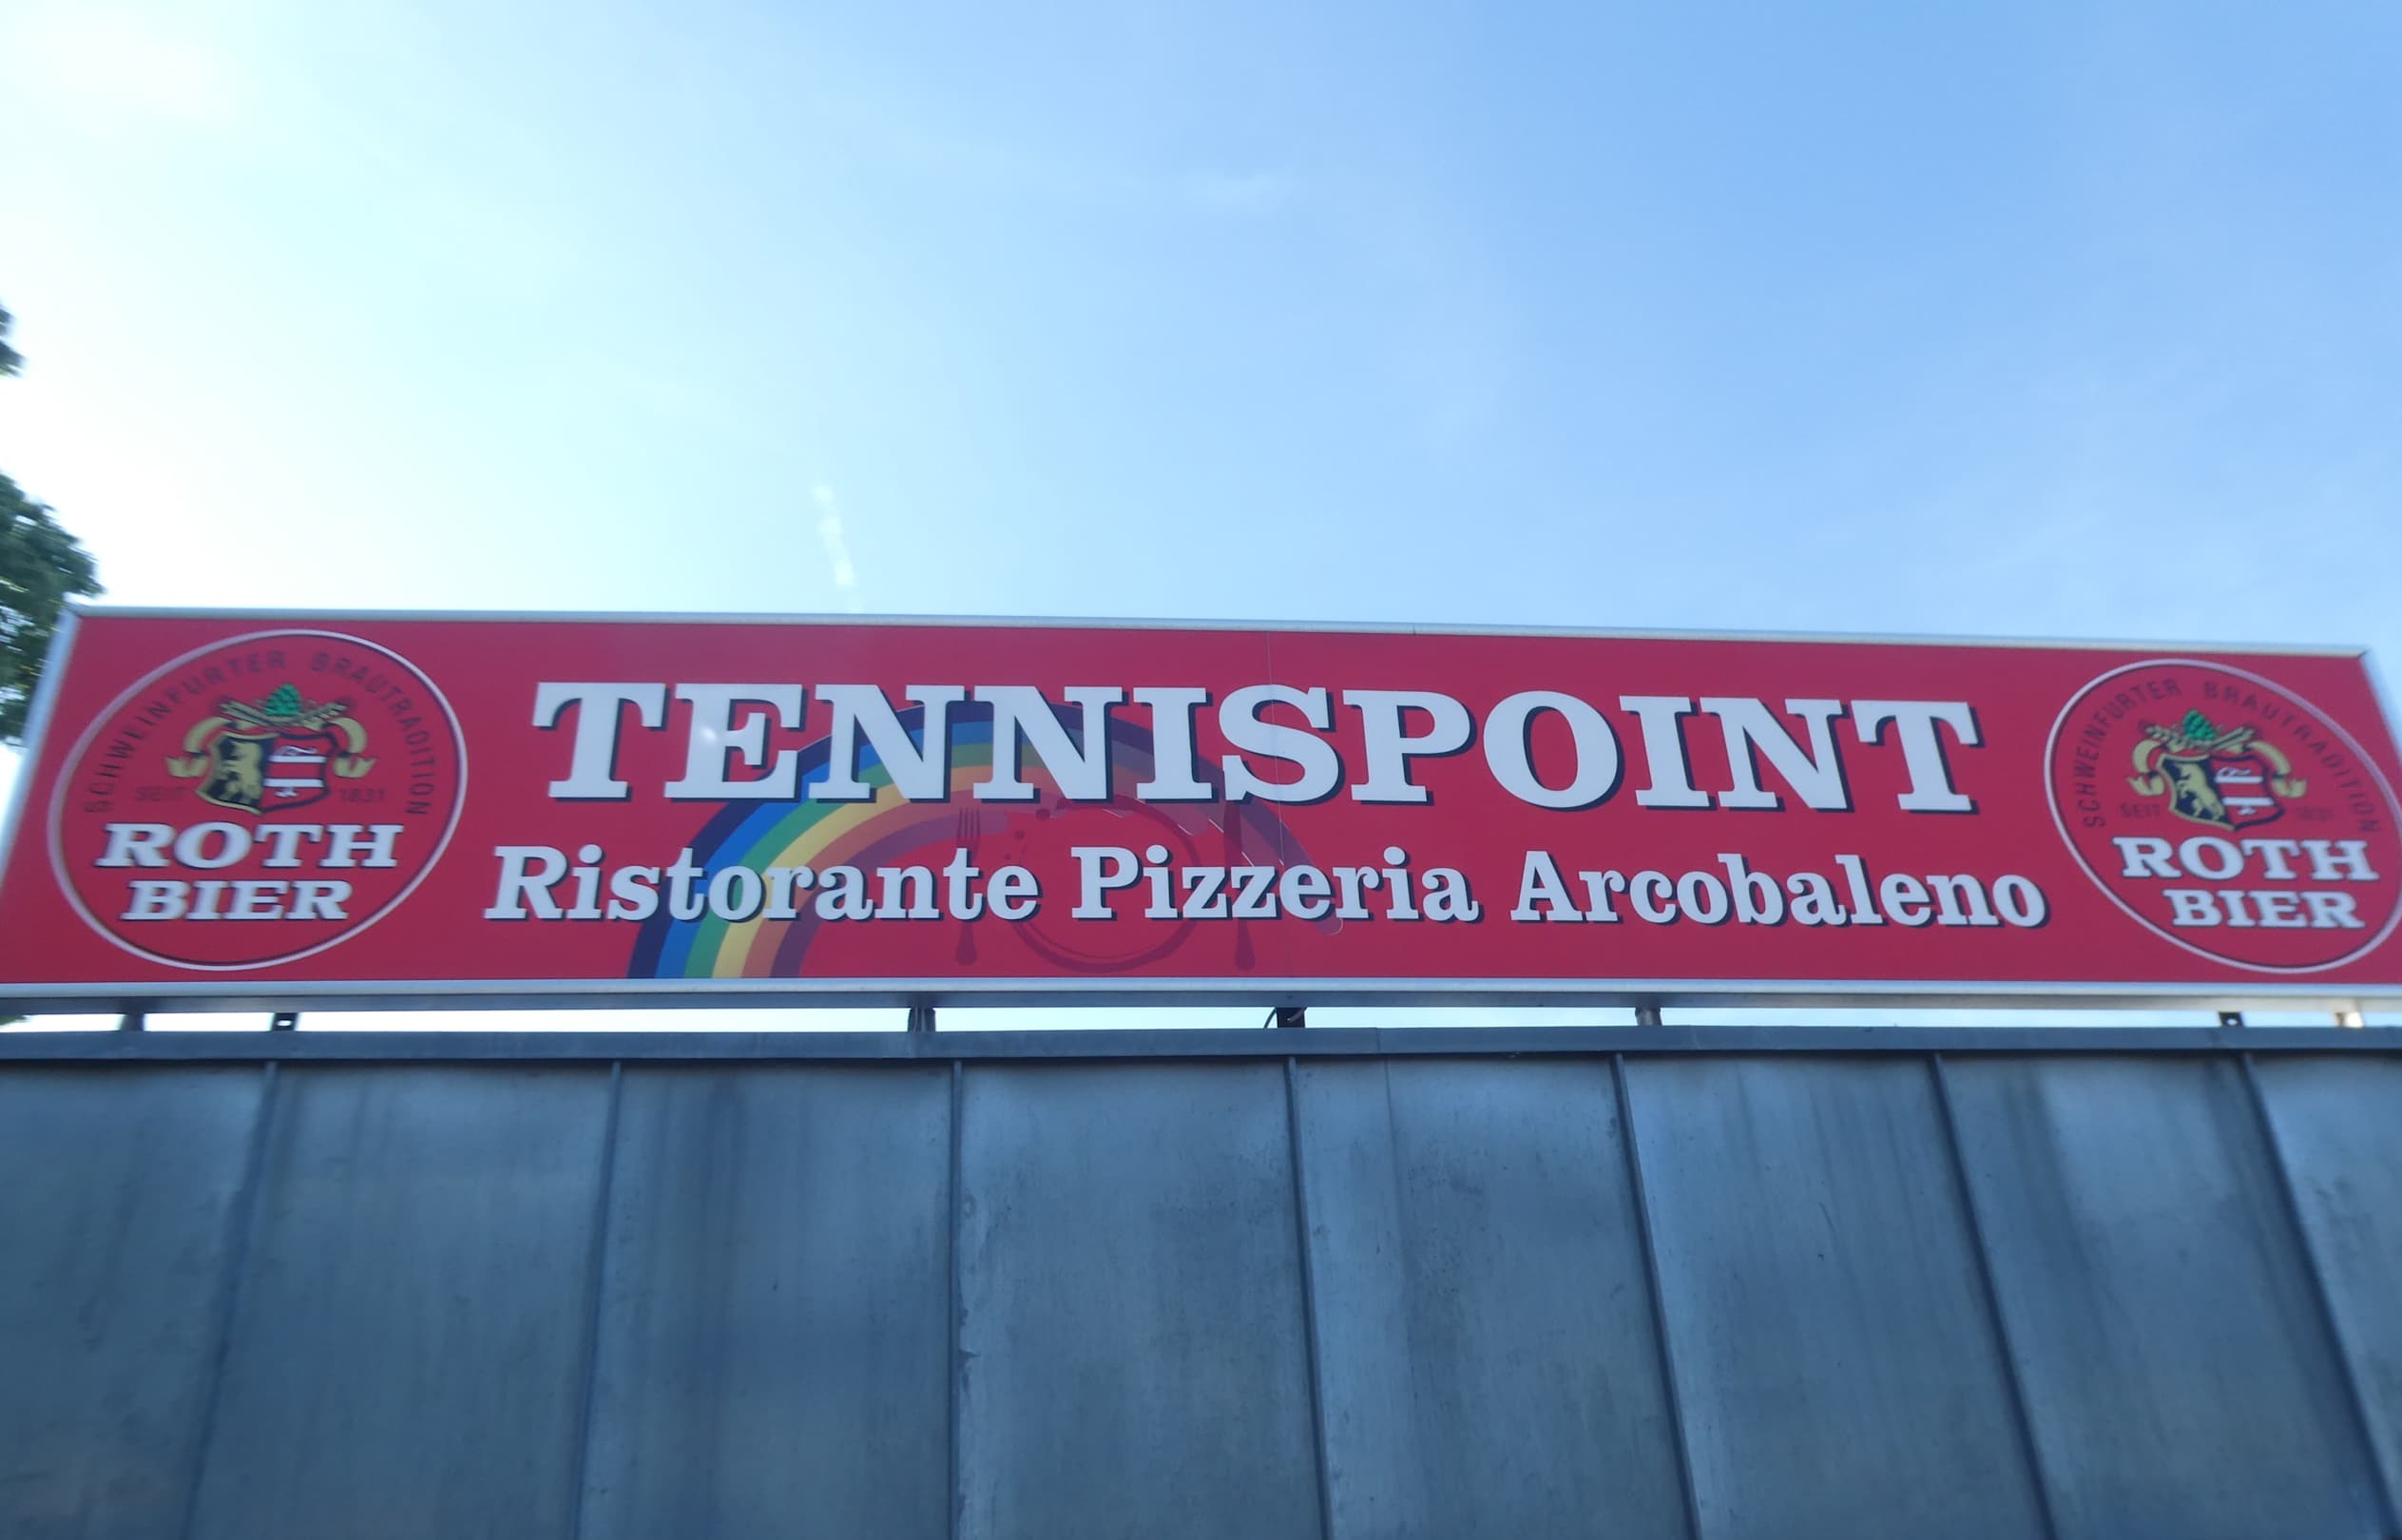 SCHWEINFURTER BRAUTRADITION
SEIT 1831
ROTH
BIER
TENNISPOINT
Ristorante Pizzeria Arcobaleno
SCHWEINFURTER BRAUTRADITION
SEIT 1831
ROTH
BIER